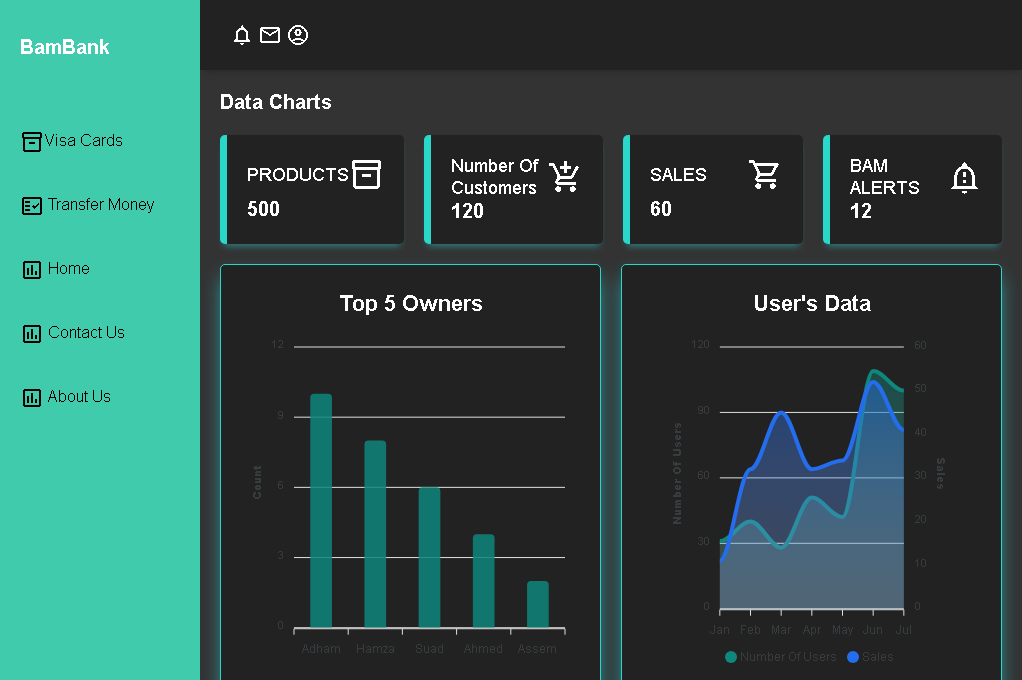 BamBank
Visa Cards
Transfer Money
Home
Contact Us
About Us
Data Charts
PRODUCTS
500
Number Of
Customers
120
SALES
60
BAM
ALERTS
12
Top 5 Owners
12
9
6
3
0
Count
Adham Hamza Suad Ahmed Assem
User's Data
120
90
60
30
0
Number Of Users
60
50
40
30
20
10
0
Sales
Jan Feb Mar Apr May Jun Jul
Number Of Users Sales